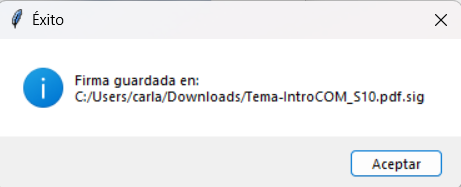 Éxito
Firma guardada en:
C:/Users/carla/Downloads/Tema-IntroCOM_S10.pdf.sig
Aceptar